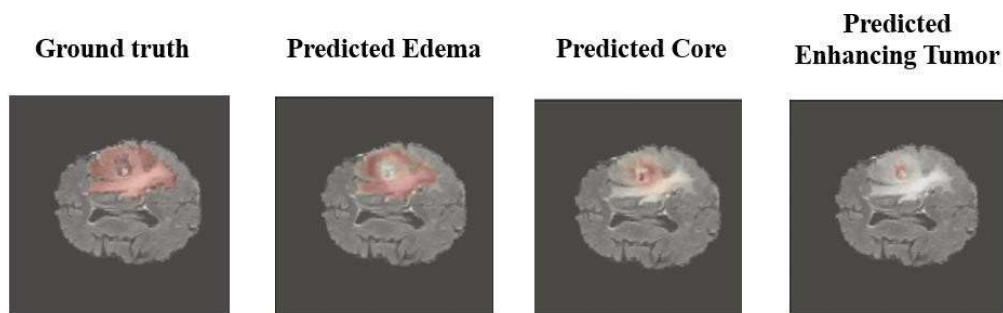 Ground truth
Predicted Edema
Predicted Core
Predicted
Enhancing Tumor